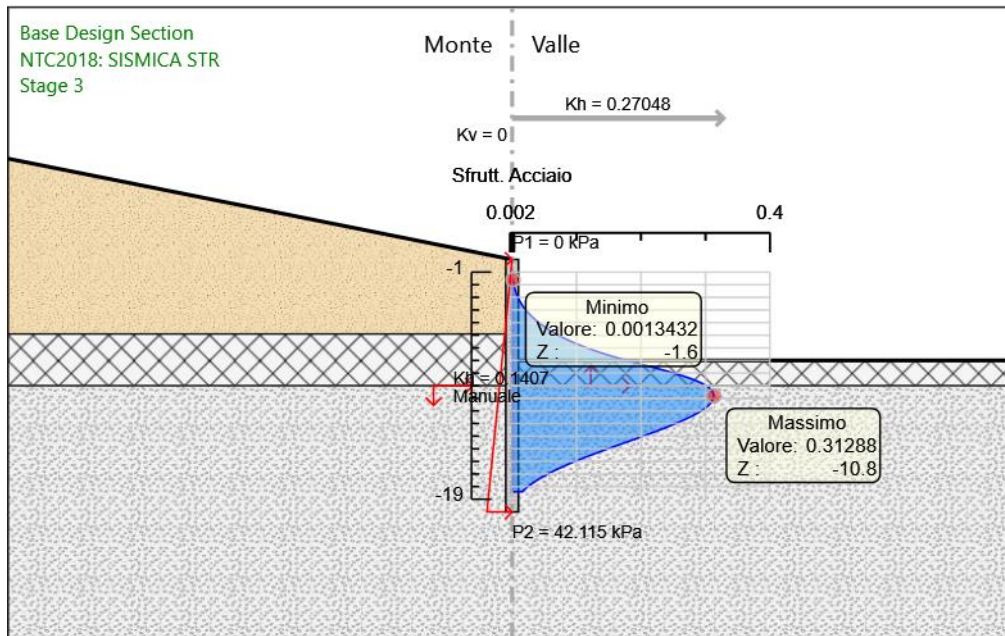 Base Design Section
NTC2018: SISMICA STR
Stage 3
Monte
Valle
Kh = 0.27048
Kv = 0
Sfrutt. Acciaio
0.002
0.4
P1 = 0 kPa
-1
Minimo
Valore: 0.0013432
Z : -1.6
Kh = 0.1407
Manuale
Massimo
Valore: 0.31288
Z : -10.8
-19
P2 = 42.115 kPa